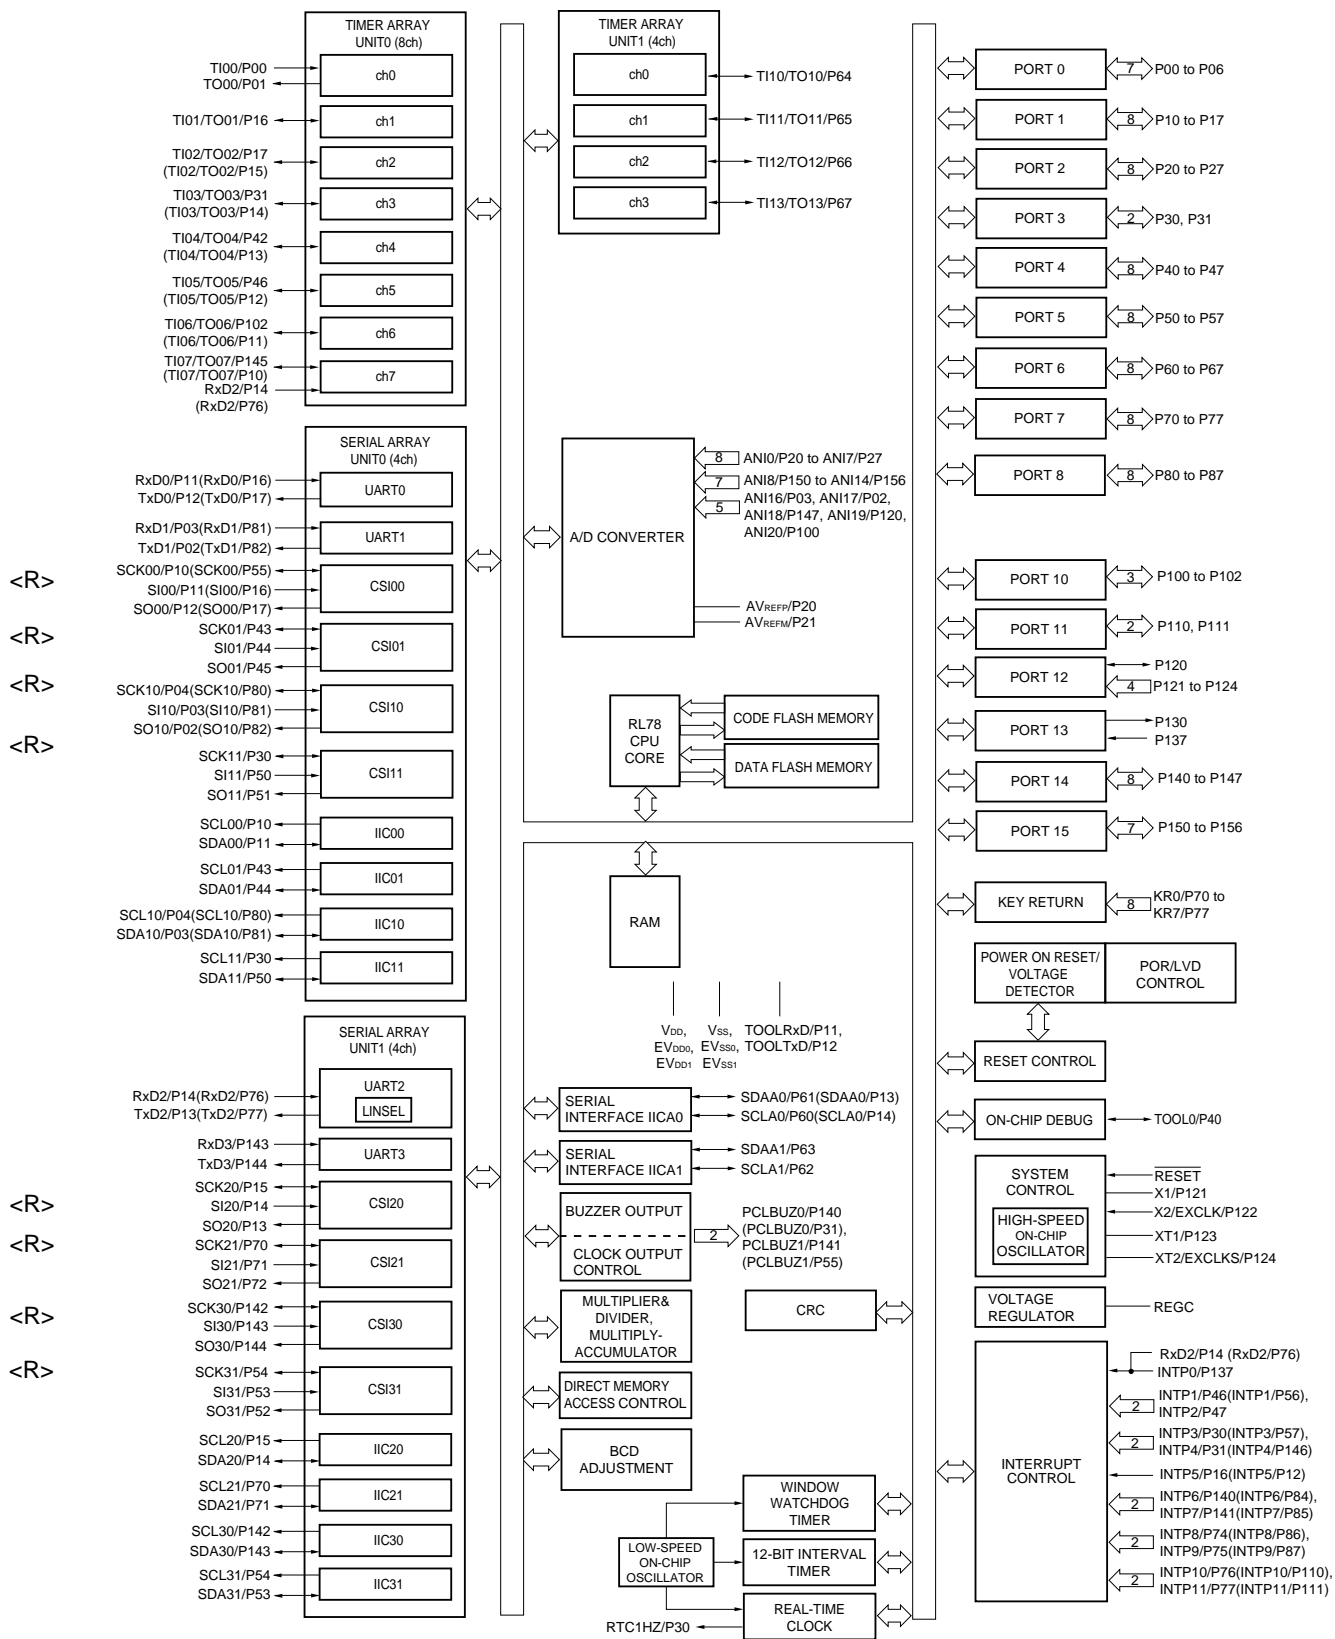 TIMER ARRAY
UNIT0 (8ch)
TI00/P00
TO00/P01
ch0
TI01/TO01/P16
ch1
TI02/TO02/P17
(TI02/TO02/P15)
ch2
TI03/TO03/P31
(TI03/TO03/P14)
ch3
TI04/TO04/P42
(TI04/TO04/P13)
ch4
TI05/TO05/P46
(TI05/TO05/P12)
ch5
TI06/TO06/P102
(TI06/TO06/P11)
ch6
TI07/TO07/P145
(TI07/TO07/P10)
RxD2/P14
(RxD2/P76)
ch7
SERIAL ARRAY
UNIT0 (4ch)
RxD0/P11(RxD0/P16)
TxD0/P12(TxD0/P17)
UART0
RxD1/P03(RxD1/P81)
TxD1/P02(TxD1/P82)
UART1
<R>
SCK00/P10(SCK00/P55)
SI00/P11(SI00/P16)
SO00/P12(SO00/P17)
CSI00
<R>
SCK01/P43
SI01/P44
SO01/P45
CSI01
<R>
SCK10/P04(SCK10/P80)
SI10/P03(SI10/P81)
SO10/P02(SO10/P82)
CSI10
<R>
SCK11/P30
SI11/P50
SO11/P51
CSI11
SCL00/P10
SDA00/P11
IIC00
SCL01/P43
SDA01/P44
IIC01
SCL10/P04(SCL10/P80)
SDA10/P03(SDA10/P81)
IIC10
SCL11/P30
SDA11/P50
IIC11
SERIAL ARRAY
UNIT1 (4ch)
RxD2/P14(RxD2/P76)
TxD2/P13(TxD2/P77)
UART2
LINSEL
RxD3/P143
TxD3/P144
UART3
<R>
SCK20/P15
SI20/P14
SO20/P13
CSI20
<R>
SCK21/P70
SI21/P71
SO21/P72
CSI21
<R>
SCK30/P142
SI30/P143
SO30/P144
CSI30
<R>
SCK31/P54
SI31/P53
SO31/P52
CSI31
SCL20/P15
SDA20/P14
IIC20
SCL21/P70
SDA21/P71
IIC21
SCL30/P142
SDA30/P143
IIC30
SCL31/P54
SDA31/P53
IIC31
TIMER ARRAY
UNIT1 (4ch)
ch0
TI10/TO10/P64
ch1
TI11/TO11/P65
ch2
TI12/TO12/P66
ch3
TI13/TO13/P67
A/D CONVERTER
8 ANI0/P20 to ANI7/P27
7 ANI8/P150 to ANI14/P156
5 ANI16/P03, ANI17/P02,
ANI18/P147, ANI19/P120,
ANI20/P100
AVREFP/P20
AVREFM/P21
RL78
CPU
CORE
CODE FLASH MEMORY
DATA FLASH MEMORY
RAM
VDD,
EVDD0,
EVDD1
VSS,
EVSS0,
EVSS1
TOOLRxD/P11,
TOOLTxD/P12
SERIAL
INTERFACE IICA0
SDAA0/P61(SDAA0/P13)
SCLA0/P60(SCLA0/P14)
SERIAL
INTERFACE IICA1
SDAA1/P63
SCLA1/P62
BUZZER OUTPUT
CLOCK OUTPUT
CONTROL
2
PCLBUZ0/P140
(PCLBUZ0/P31),
PCLBUZ1/P141
(PCLBUZ1/P55)
MULTIPLIER&
DIVIDER,
MULITIPLY-
ACCUMULATOR
CRC
DIRECT MEMORY
ACCESS CONTROL
BCD
ADJUSTMENT
WINDOW
WATCHDOG
TIMER
LOW-SPEED
ON-CHIP
OSCILLATOR
12-BIT INTERVAL
TIMER
RTC1HZ/P30
REAL-TIME
CLOCK
PORT 0
7 P00 to P06
PORT 1
8 P10 to P17
PORT 2
8 P20 to P27
PORT 3
2 P30, P31
PORT 4
8 P40 to P47
PORT 5
8 P50 to P57
PORT 6
8 P60 to P67
PORT 7
8 P70 to P77
PORT 8
8 P80 to P87
PORT 10
3 P100 to P102
PORT 11
2 P110, P111
PORT 12
P120
4 P121 to P124
PORT 13
P130
P137
PORT 14
8 P140 to P147
PORT 15
7 P150 to P156
KEY RETURN
8 KR0/P70 to
KR7/P77
POWER ON RESET/
VOLTAGE
DETECTOR
POR/LVD
CONTROL
RESET CONTROL
ON-CHIP DEBUG
TOOL0/P40
SYSTEM
CONTROL
HIGH-SPEED
ON-CHIP
OSCILLATOR
RESET
X1/P121
X2/EXCLK/P122
XT1/P123
XT2/EXCLKS/P124
VOLTAGE
REGULATOR
REGC
INTERRUPT
CONTROL
RxD2/P14 (RxD2/P76)
INTP0/P137
2 INTP1/P46(INTP1/P56),
INTP2/P47
2 INTP3/P30(INTP3/P57),
INTP4/P31(INTP4/P146)
INTP5/P16(INTP5/P12)
2 INTP6/P140(INTP6/P84),
INTP7/P141(INTP7/P85)
2 INTP8/P74(INTP8/P86),
INTP9/P75(INTP9/P87)
2 INTP10/P76(INTP10/P110),
INTP11/P77(INTP11/P111)